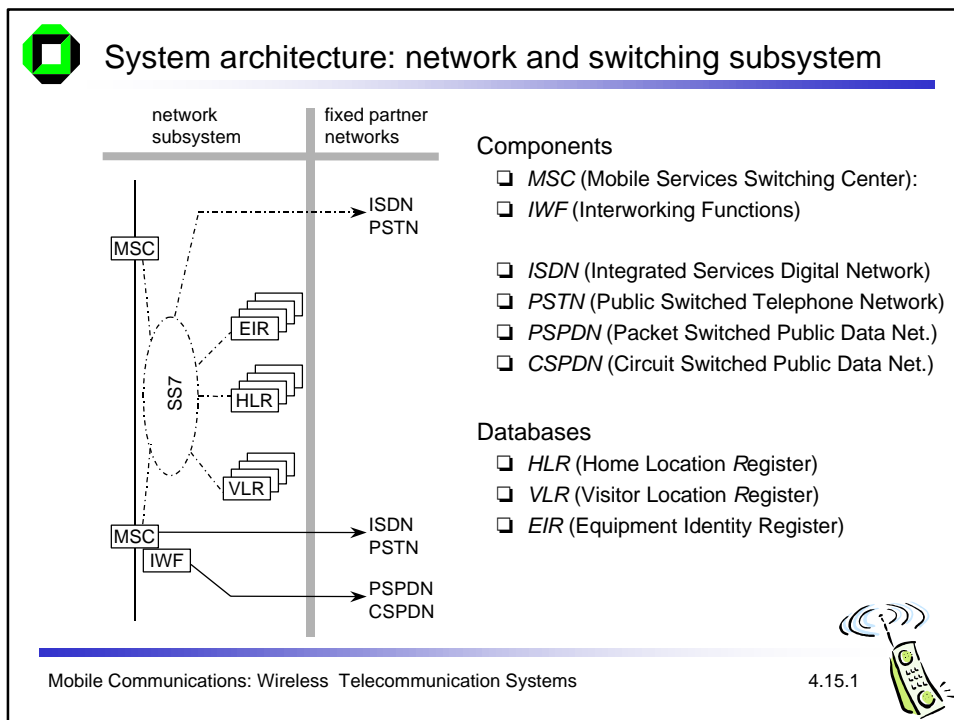 System architecture: network and switching subsystem
network
subsystem
fixed partner
networks
ISDN
PSTN
MSC
EIR
SS7
HLR
VLR
MSC
IWF
ISDN
PSTN
PSPDN
CSPDN
Components
❏ MSC (Mobile Services Switching Center):
❏ IWF (Interworking Functions)
❏ ISDN (Integrated Services Digital Network)
❏ PSTN (Public Switched Telephone Network)
❏ PSPDN (Packet Switched Public Data Net.)
❏ CSPDN (Circuit Switched Public Data Net.)
Databases
❏ HLR (Home Location Register)
❏ VLR (Visitor Location Register)
❏ EIR (Equipment Identity Register)
Mobile Communications: Wireless Telecommunication Systems
4.15.1